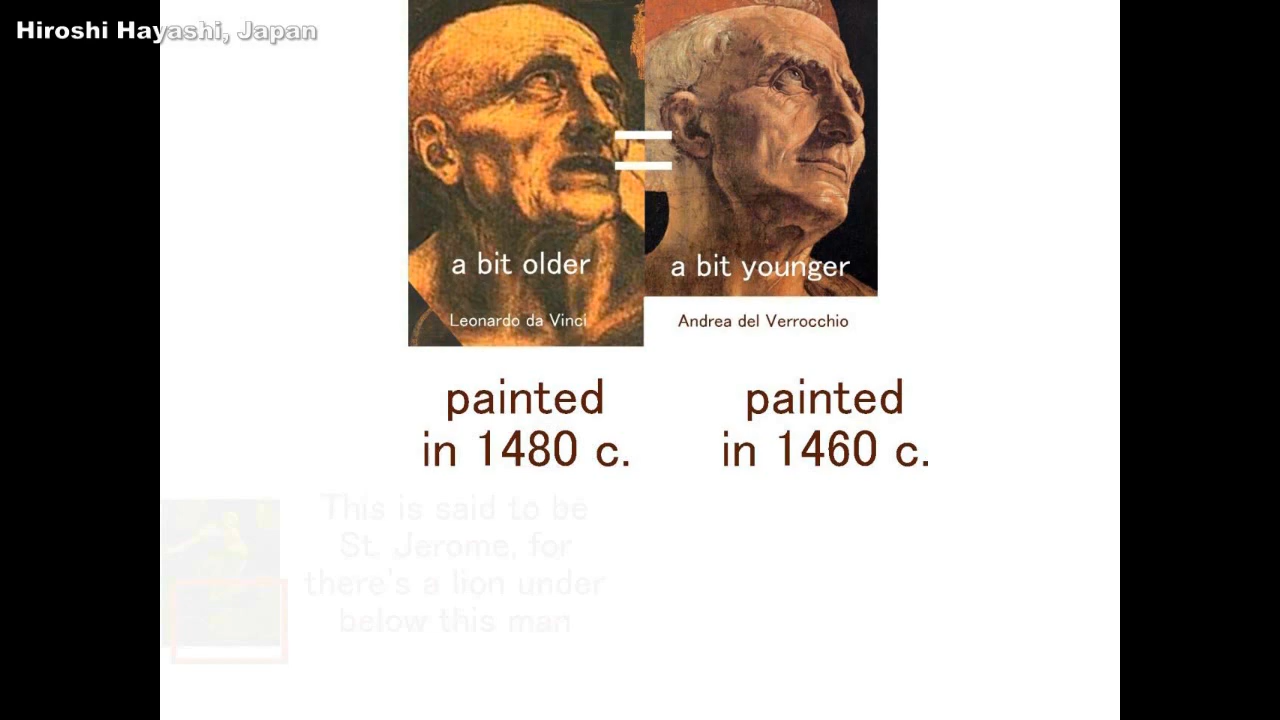 Hiroshi Hayashi, Japan
a bit older
a bit younger
Leonardo da Vinci
Andrea del Verrocchio
painted
in 1480 c.
painted
in 1460 c.
This is said to be
St. Jerome, for
there's a lion under
below this man